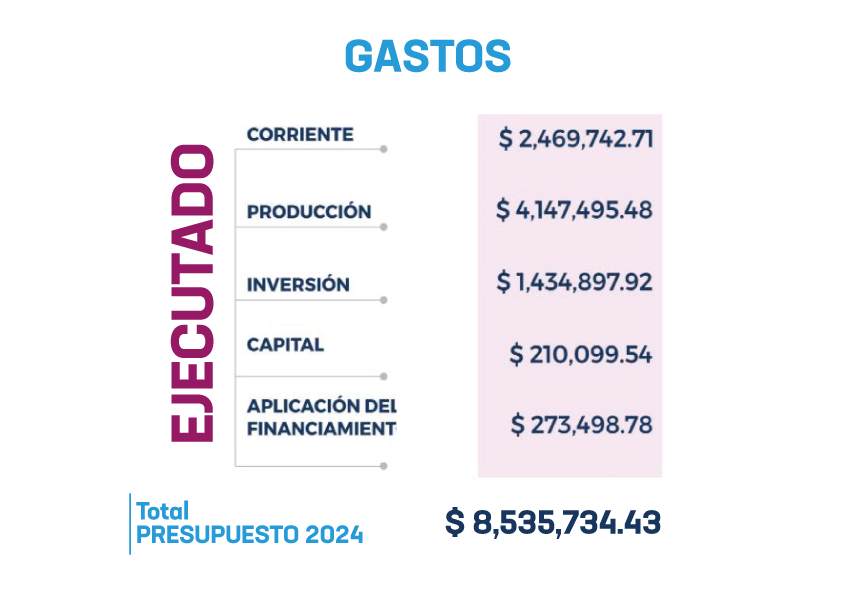 GASTOS
EJECUTADO
CORRIENTE $ 2,469,742.71
PRODUCCIÓN $ 4,147,495.48
INVERSIÓN $ 1,434,897.92
CAPITAL $ 210,099.54
APLICACIÓN DEL
FINANCIAMIENT $ 273,498.78
Total
PRESUPUESTO 2024 $ 8,535,734.43